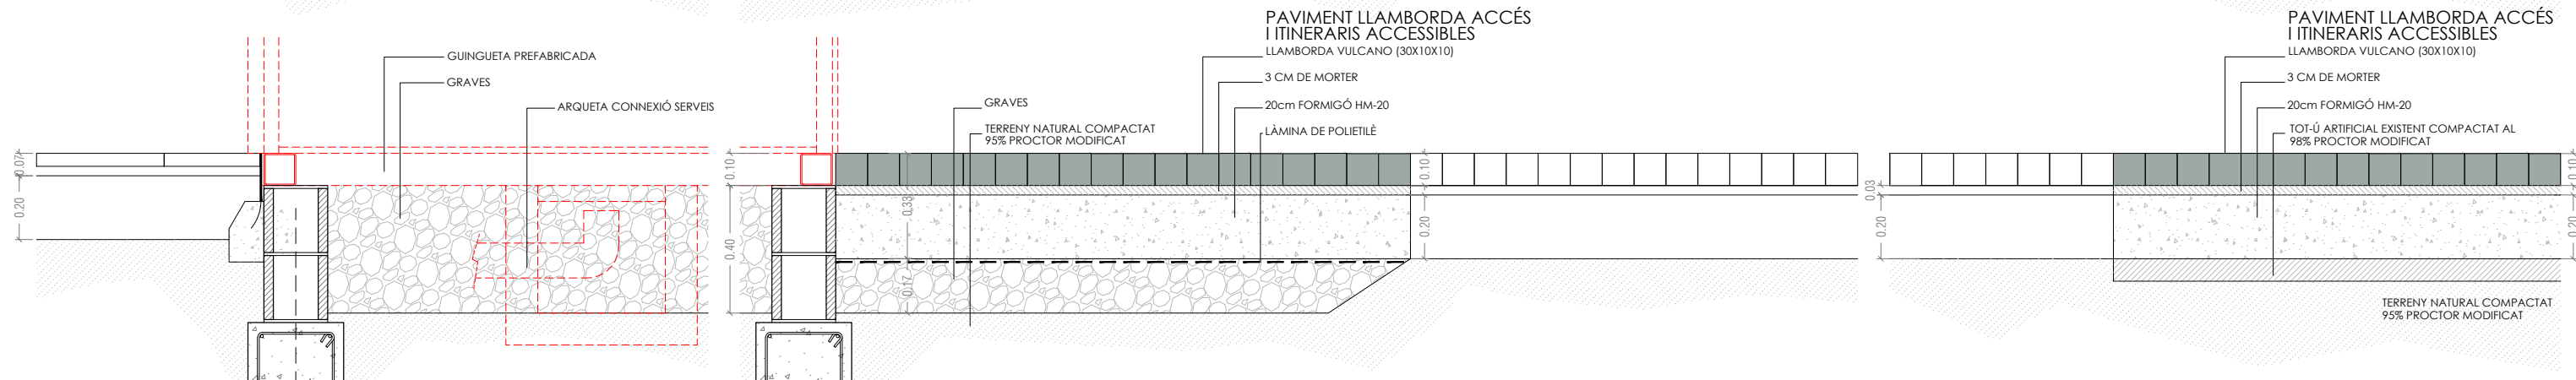 GUINGUETA PREFABRICADA
GRAVES
ARQUETA CONNEXIÓ SERVEIS
0.07
0.20
PAVIMENT LLAMBORDA ACCÉS
I ITINERARIS ACCESSIBLES
LLAMBORDA VULCANO (30X10X10)
3 CM DE MORTER
20cm FORMIGÓ HM-20
LÀMINA DE POLIETILÈ
GRAVES
TERRENY NATURAL COMPACTAT
95% PROCTOR MODIFICAT
0.10
0.40
0.33
0.17
0.10
0.20
PAVIMENT LLAMBORDA ACCÉS
I ITINERARIS ACCESSIBLES
LLAMBORDA VULCANO (30X10X10)
3 CM DE MORTER
20cm FORMIGÓ HM-20
TOT-Ú ARTIFICIAL EXISTENT COMPACTAT AL
98% PROCTOR MODIFICAT
0.03
0.20
0.10
0.20
TERRENY NATURAL COMPACTAT
95% PROCTOR MODIFICAT